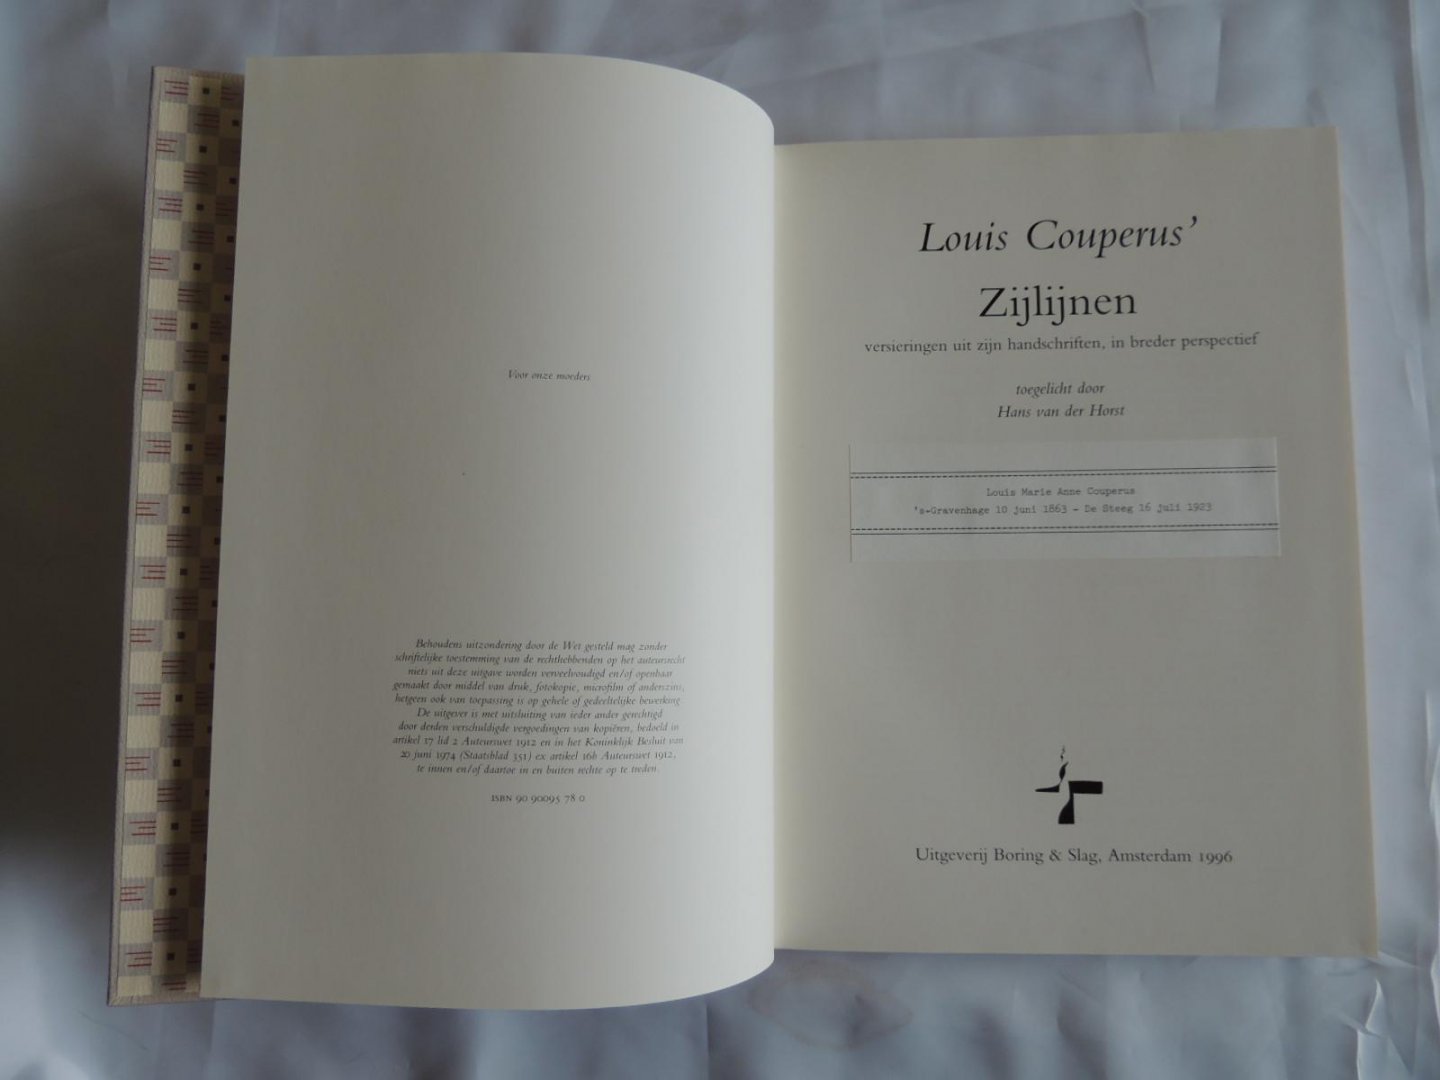 Voor onze moeders
Behoudens uitzondering door de Wet gesteld mag zonder
schriftelijke toestemming van de rechthebbenden op het auteursrecht
niets uit deze uitgave worden verveelvoudigd en/of openbaar
gemaakt door middel van druk, fotokopie, microfilm of anderszins,
hetgeen ook van toepassing is op gehele of gedeeltelijke bewerking.
De uitgever is met uitsluiting van ieder ander gerechtigd
door derden verschuldigde vergoedingen van kopiëren, bedoeld in
artikel 17 lid 2 Auteurswet 1912 en in het Koninklijk Besluit van
20 juni 1974 (Staatsblad 351) ex artikel 16b Auteurswet 1912,
te innen en/of daartoe in en buiten rechte op te treden.
ISBN 90 90095 78 0
Louis Couperus’
Zijlijnen
versieringen uit zijn handschriften, in breder perspectief
toegelicht door
Hans van der Horst
Louis Marie Anne Couperus
's-Gravenhage 10 juni 1863 - De Steeg 16 juli 1923
Uitgeverij Boring & Slag, Amsterdam 1996